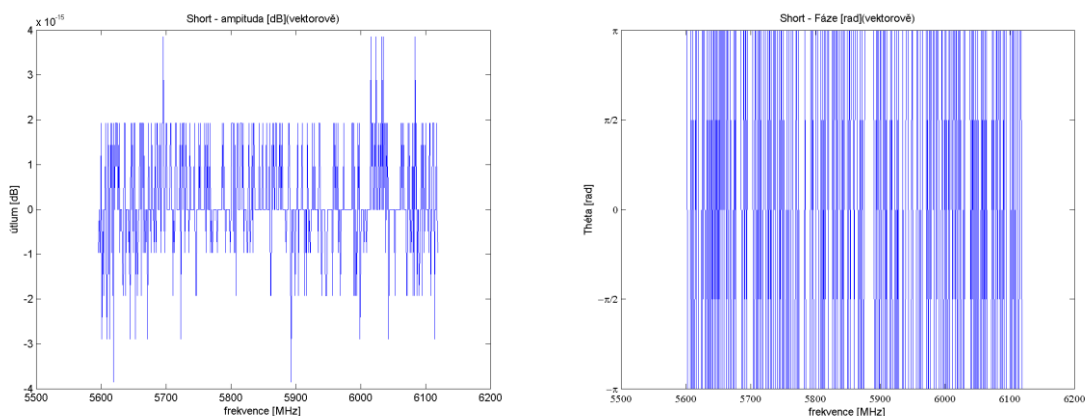 Short - ampituda [dB](vektorově)
x 10^-15
4
3
2
1
0
-1
-2
-3
-4
útlum [dB]
5500 5600 5700 5800 5900 6000 6100 6200
frekvence [MHz]
Short - Fáze [rad](vektorově)
π
π/2
0
−π/2
−π
Théta [rad]
5500 5600 5700 5800 5900 6000 6100 6200
frekvence [MHz]